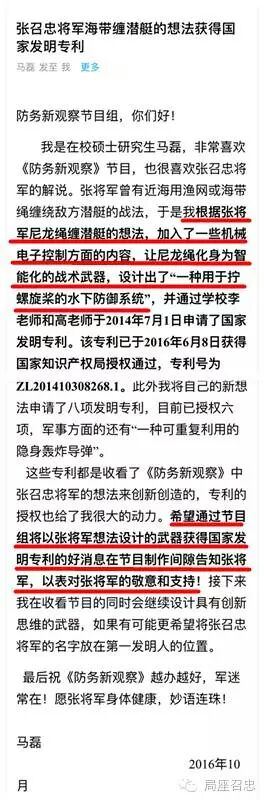 张召忠将军海带缠潜艇的想法获得国
家发明专利
马磊 发至 我
防务新观察节目组，你们好！
我是在校硕士研究生马磊，非常喜欢
《防务新观察》节目，也很喜欢张召忠将
军的解说。张将军曾有近海用渔网或海带
绳缠绕敌方潜艇的战法，于是我根据张将
军尼龙绳缠潜艇的想法，加入了一些机械
电子控制方面的内容，让尼龙绳化身为智
能化的战术武器，设计出了“一种用于拧
螺旋桨的水下防御系统”，并通过学校李
老师和高老师于2014年7月1日申请了国
家发明专利。该专利已于2016年6月8日获得
国家知识产权局授权通过，专利号为
ZL201410308268.1。此外我将自己的新想
法申请了八项发明专利，目前已授权六
项，军事方面的还有“一种可重复利用的
隐身轰炸导弹”。
这些专利都是收看了《防务新观察》中
张召忠将军的想法来创新创造的，专利的
授权也给了我很大的动力。希望通过节目
组将以张将军想法设计的武器获得国家发
明专利的好消息在节目制作间隙告知张将
军，以表对张将军的敬意和支持！接下来
我在收看节目的同时会继续设计具有创新
思维的武器，如果有可能更希望将张召忠
将军的名字放在第一发明人的位置。
最后祝《防务新观察》越办越好，军迷
常在！愿张将军身体健康，妙语连珠！
马磊
2016年10
月
局座召忠